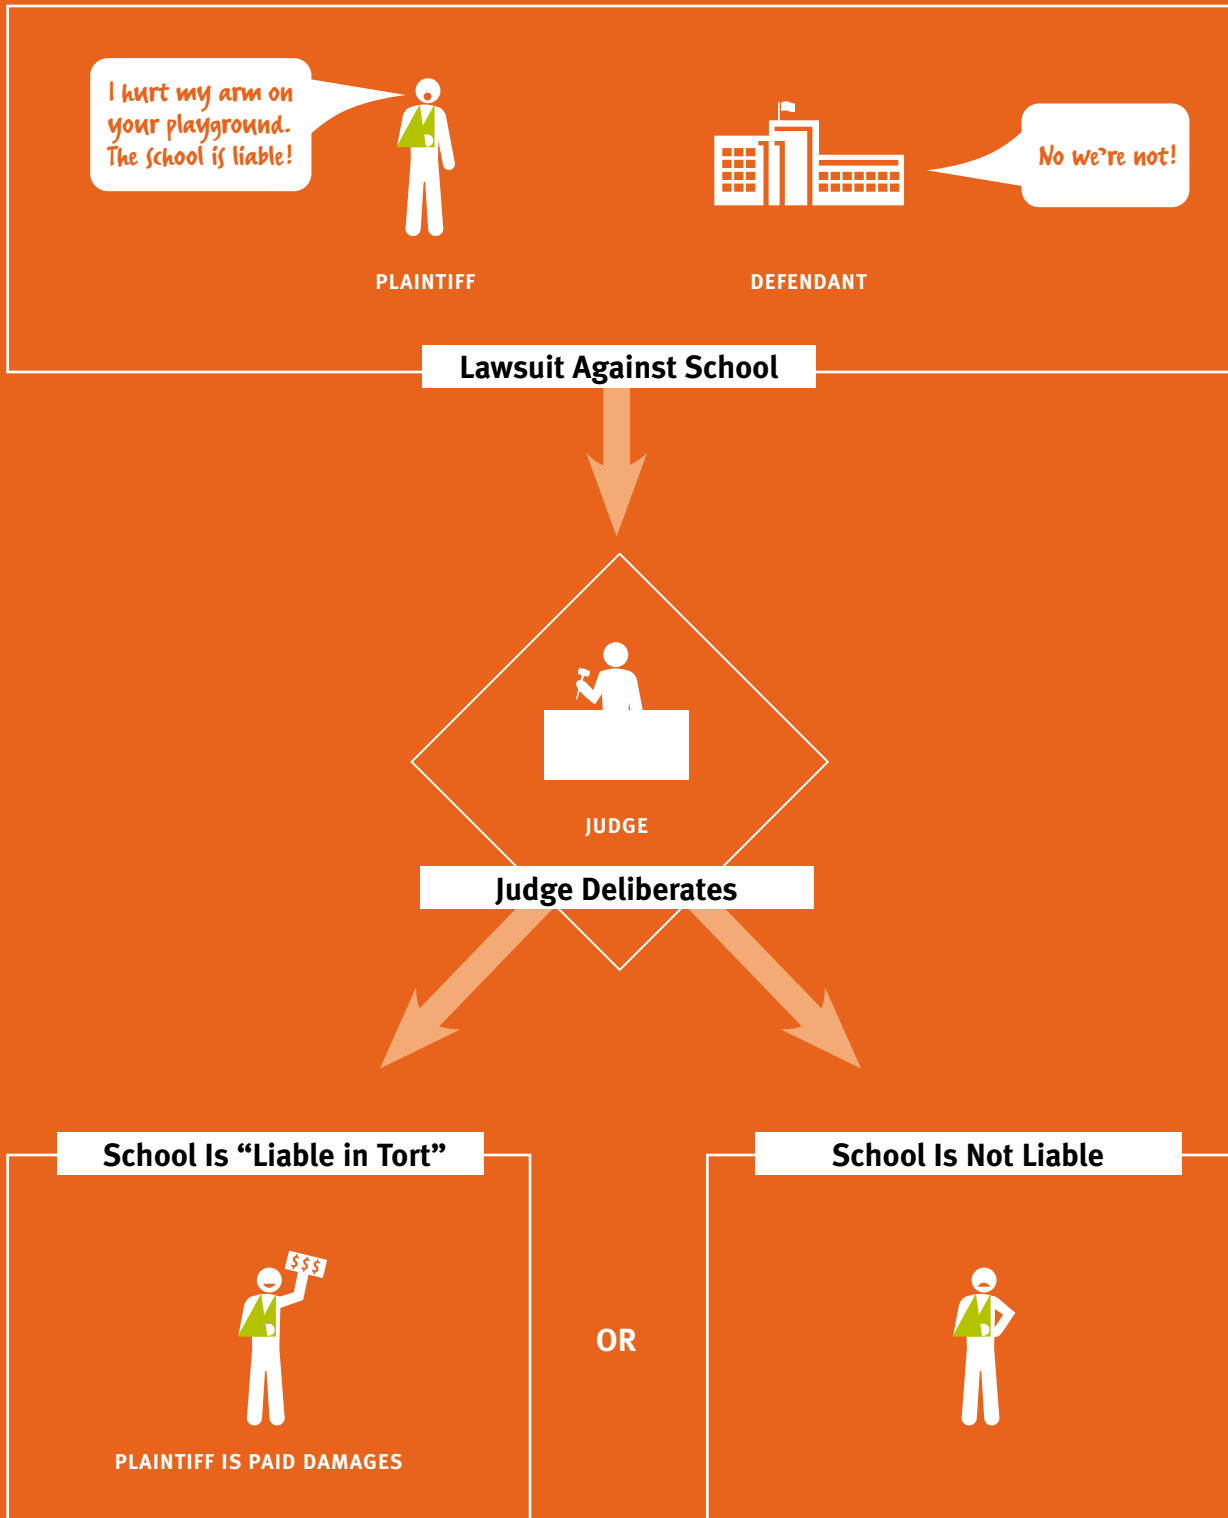 I hurt my arm on
your playground.
The school is liable!
No we're not!
PLAINTIFF
DEFENDANT
Lawsuit Against School
JUDGE
Judge Deliberates
School Is “Liable in Tort”
School Is Not Liable
$$$
OR
PLAINTIFF IS PAID DAMAGES